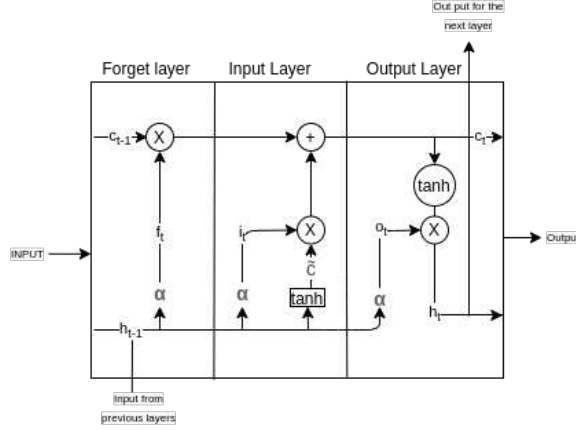 Out put for the
next layer
Forget layer
Input Layer
Output Layer
c_{t-1}
X
+
c_t
tanh
f_t
i_t
X
o_t
X
INPUT
Outpu
C̃
α
α
tanh
α
h_{t-1}
h_t
Input from
previous layers